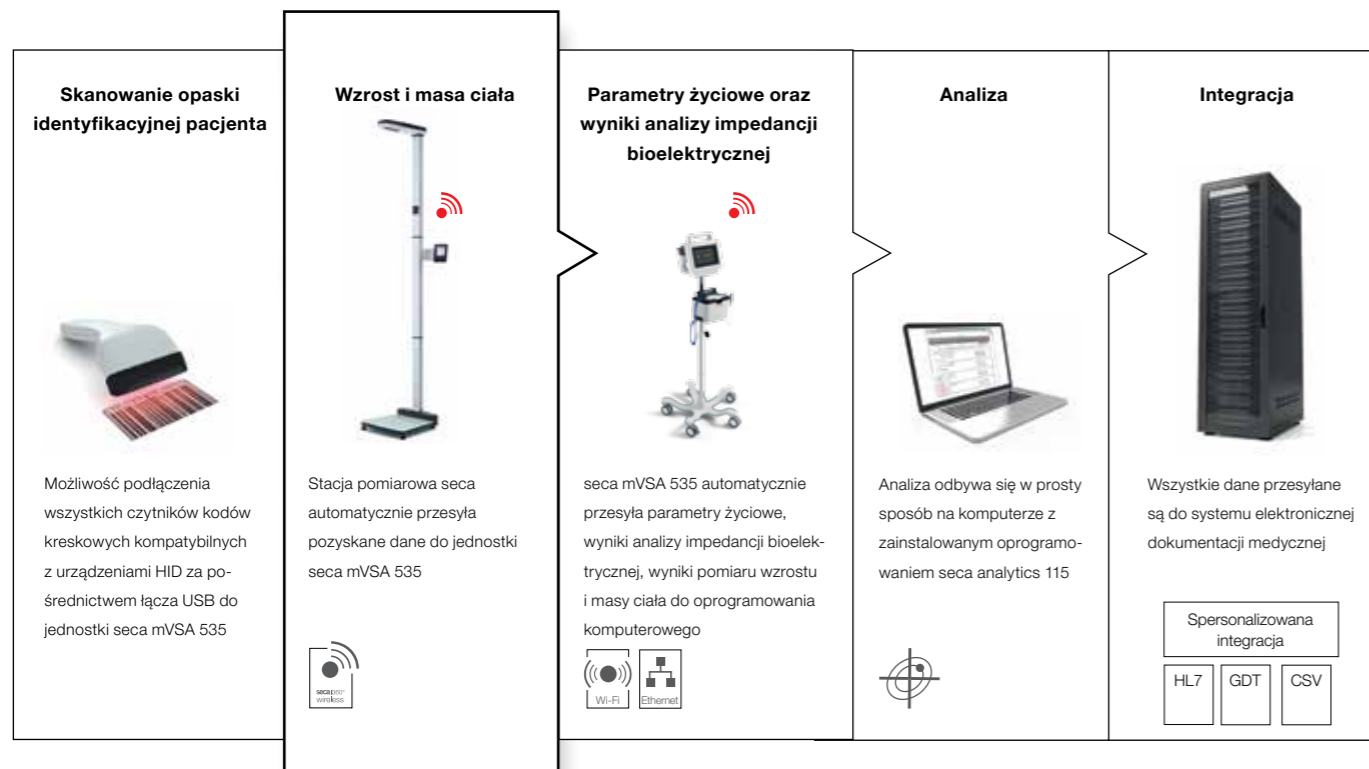 Skanowanie opaski
identyfikacyjnej pacjenta
Możliwość podłączenia
wszystkich czytników kodów
kreskowych kompatybilnych
z urządzeniami HID za po-
średnictwem łącza USB do
jednostki seca mVSA 535
Wzrost i masa ciała
Stacja pomiarowa seca
automatycznie przesyła
pozyskane dane do jednostki
seca mVSA 535
seca 360°
wireless
Parametry życiowe oraz
wyniki analizy impedancji
bioelektrycznej
seca mVSA 535 automatycznie
przesyła parametry życiowe,
wyniki analizy impedancji bioelek-
trycznej, wyniki pomiaru wzrostu
i masy ciała do oprogramowania
komputerowego
Wi-Fi
Ethernet
Analiza
Analiza odbywa się w prosty
sposób na komputerze z
zainstalowanym oprogramo-
waniem seca analytics 115
Integracja
Wszystkie dane przesyłane
są do systemu elektronicznej
dokumentacji medycznej
Spersonalizowana
integracja
HL7 GDT CSV